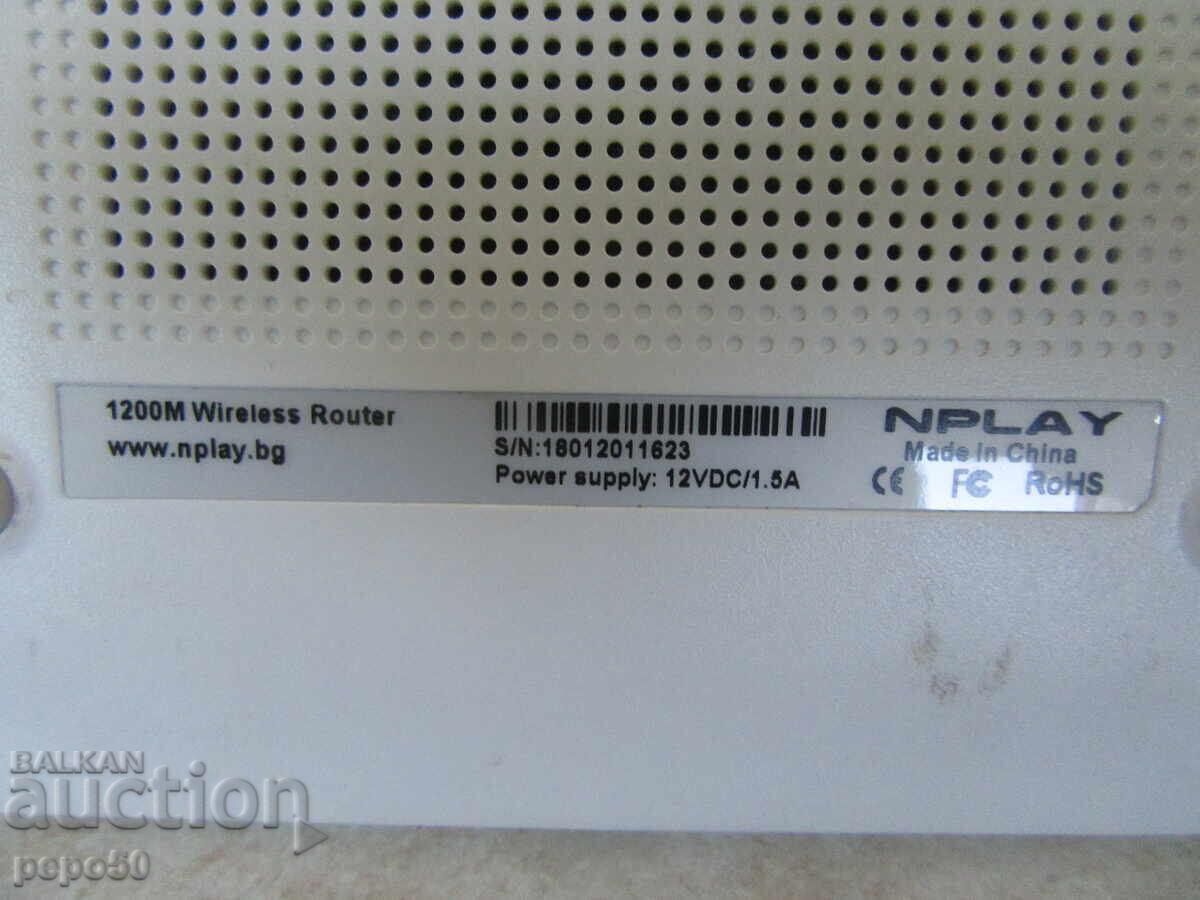 1200M Wireless Router
www.nplay.bg
S/N:18012011623
Power supply: 12VDC/1.5A
NPLAY
Made in China
CE FC RoHS
BALKAN
auction
pepo50